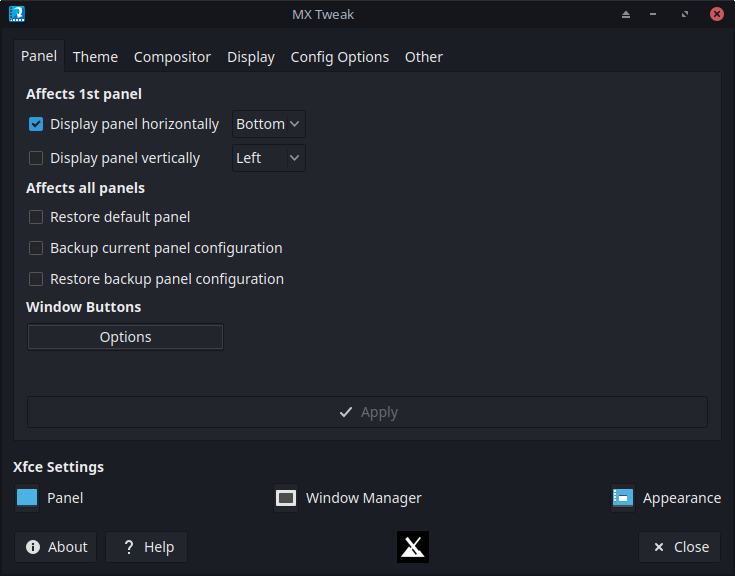 MX Tweak
Panel Theme Compositor Display Config Options Other
Affects 1st panel
Display panel horizontally Bottom
Display panel vertically Left
Affects all panels
Restore default panel
Backup current panel configuration
Restore backup panel configuration
Window Buttons
Options
Apply
Xfce Settings
Panel Window Manager Appearance
About ? Help Close